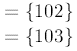 = {102}
= {103}